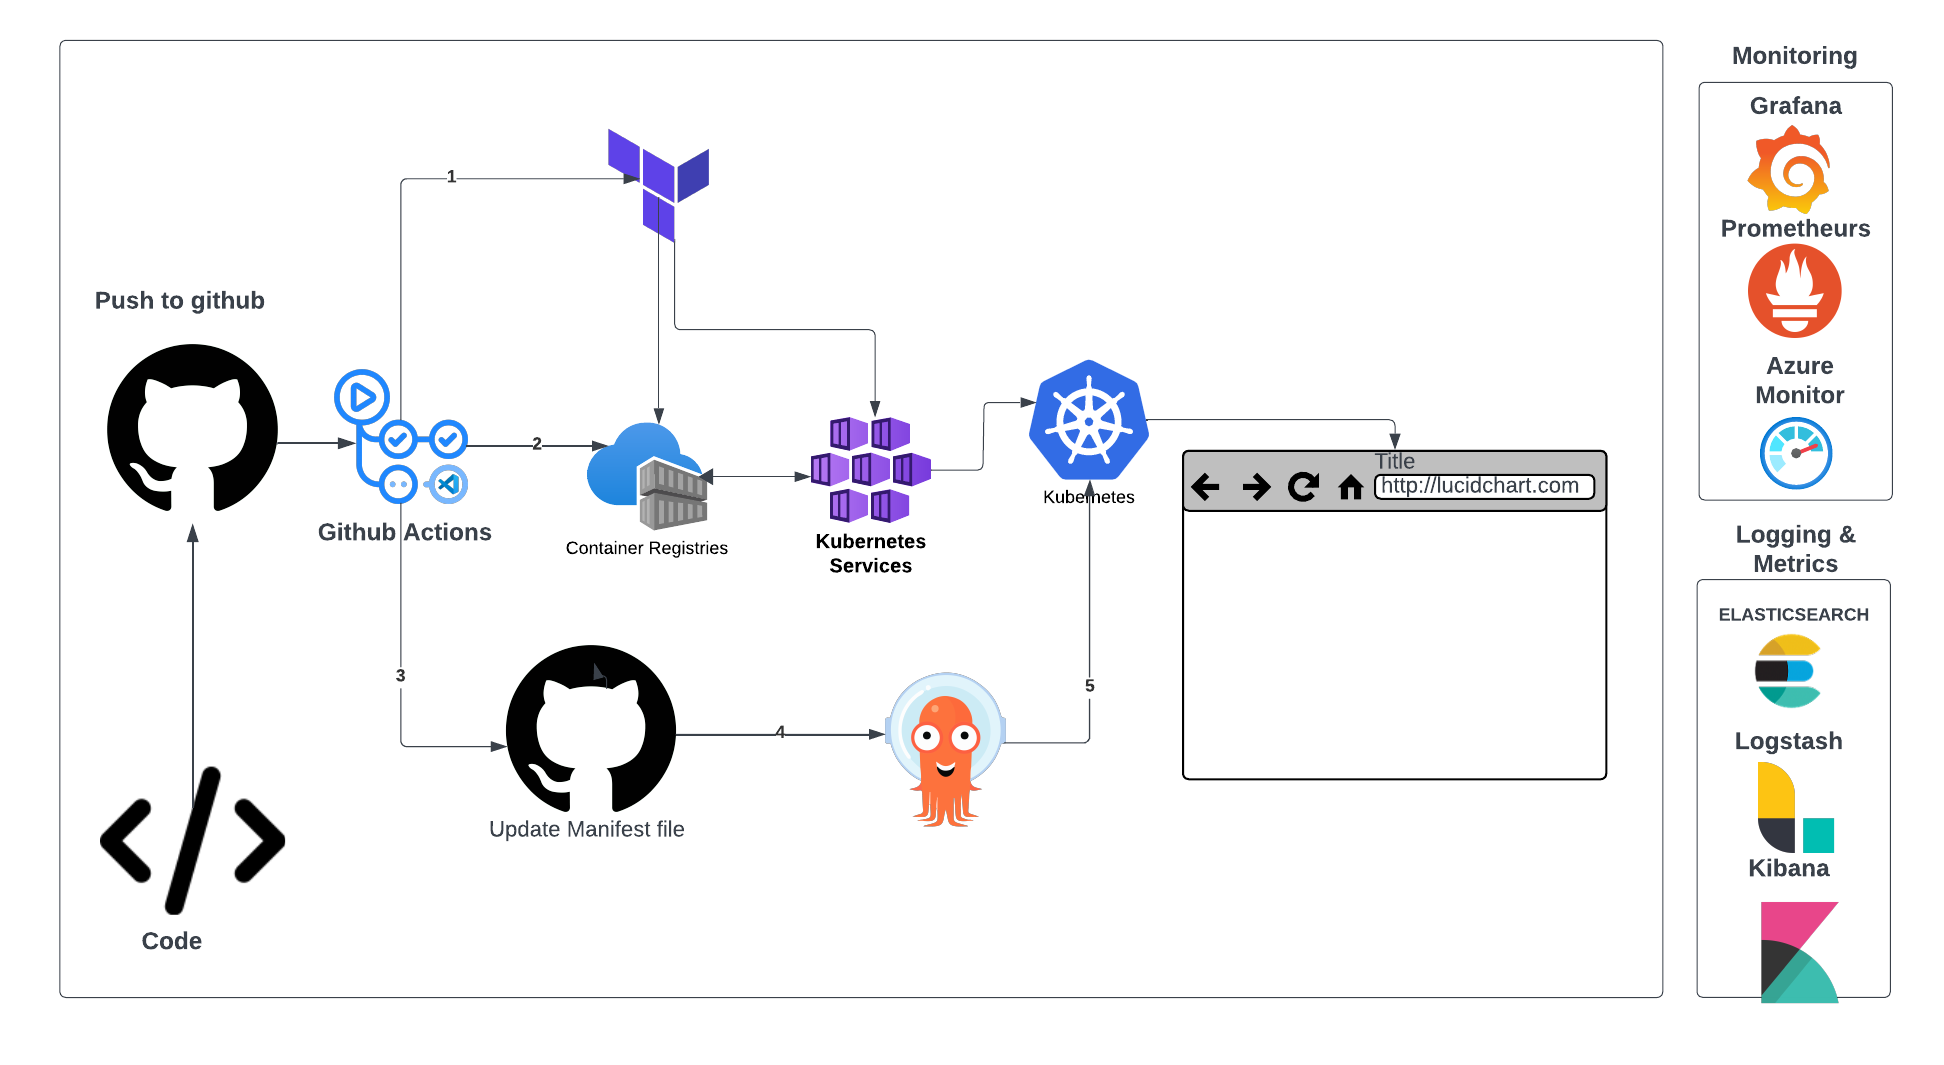 Push to github
Github Actions
Code
1
2
3
4
5
Container Registries
Kubernetes
Services
Kubernetes
Update Manifest file
Title
http://lucidchart.com
Monitoring
Grafana
Prometheurs
Azure
Monitor
Logging &
Metrics
ELASTICSEARCH
Logstash
Kibana